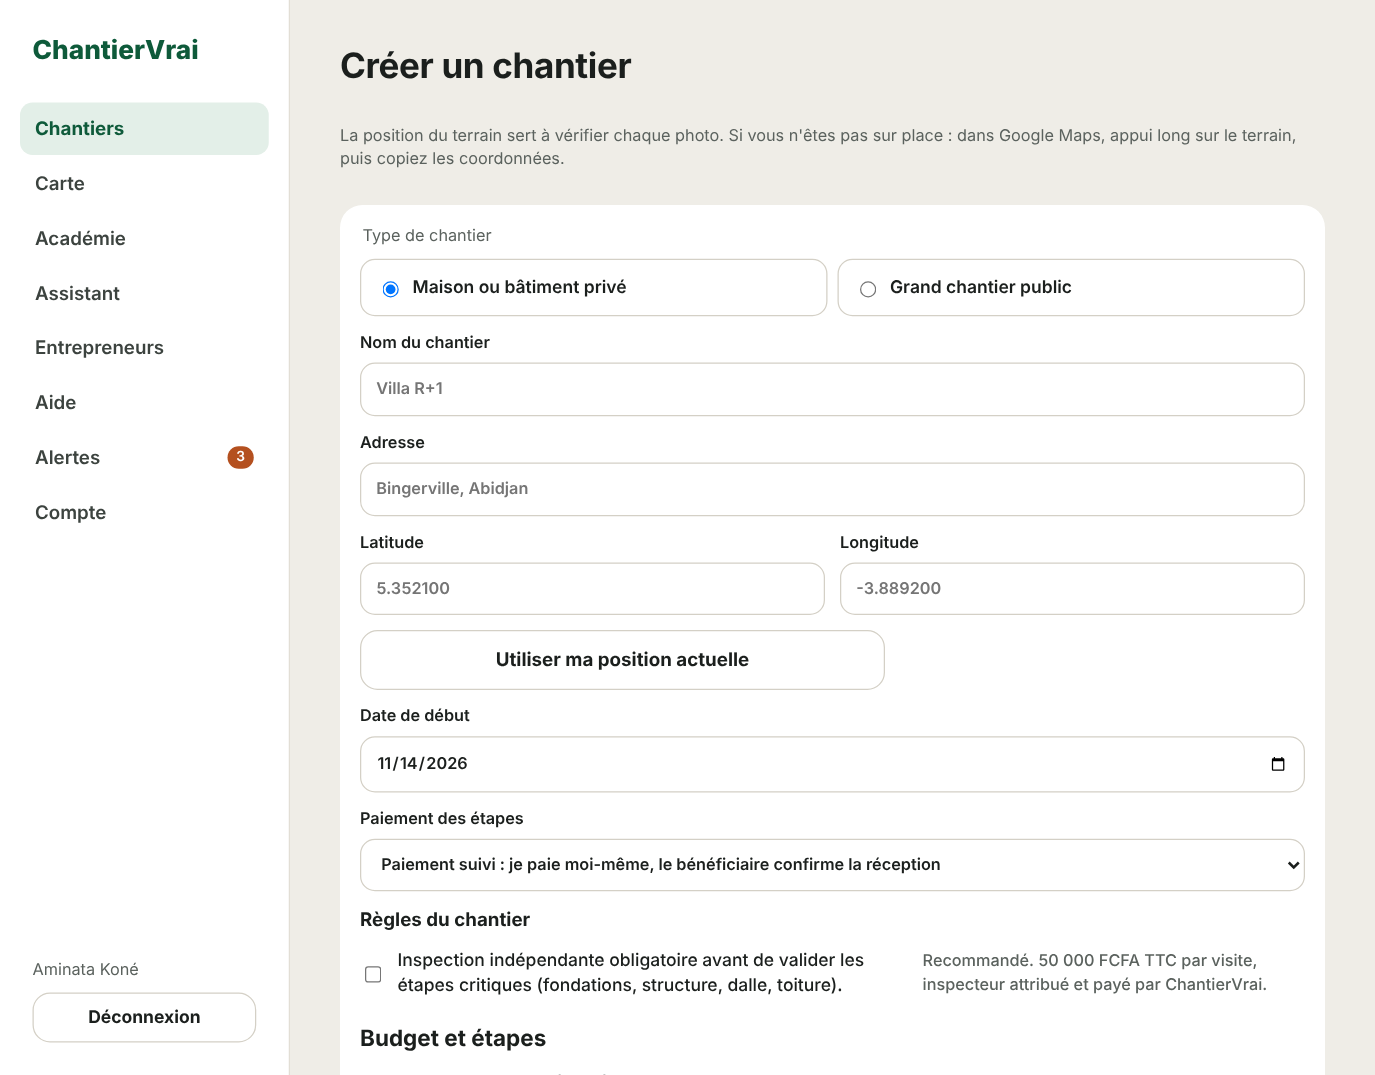 ChantierVrai
Chantiers
Carte
Académie
Assistant
Entrepreneurs
Aide
Alertes 3
Compte
Aminata Koné
Déconnexion
Créer un chantier
La position du terrain sert à vérifier chaque photo. Si vous n'êtes pas sur place : dans Google Maps, appui long sur le terrain,
puis copiez les coordonnées.
Type de chantier
Maison ou bâtiment privé
Grand chantier public
Nom du chantier
Villa R+1
Adresse
Bingerville, Abidjan
Latitude
Longitude
5.352100
-3.889200
Utiliser ma position actuelle
Date de début
11/14/2026
Paiement des étapes
Paiement suivi : je paie moi-même, le bénéficiaire confirme la réception
Règles du chantier
Inspection indépendante obligatoire avant de valider les
étapes critiques (fondations, structure, dalle, toiture).
Recommandé. 50 000 FCFA TTC par visite,
inspecteur attribué et payé par ChantierVrai.
Budget et étapes